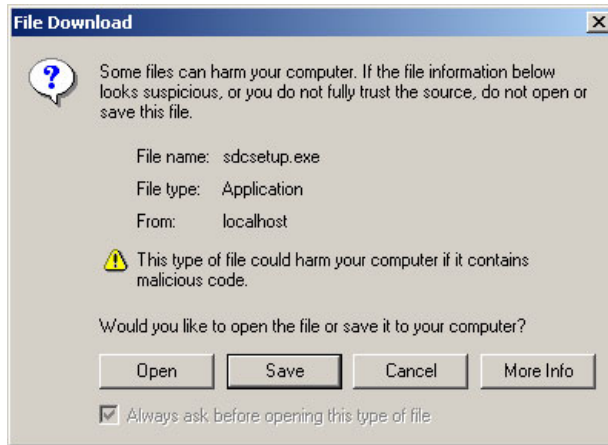 File Download
Some files can harm your computer. If the file information below
looks suspicious, or you do not fully trust the source, do not open or
save this file.
File name: sdcsetup.exe
File type: Application
From: localhost
This type of file could harm your computer if it contains
malicious code.
Would you like to open the file or save it to your computer?
Open Save Cancel More Info
Always ask before opening this type of file